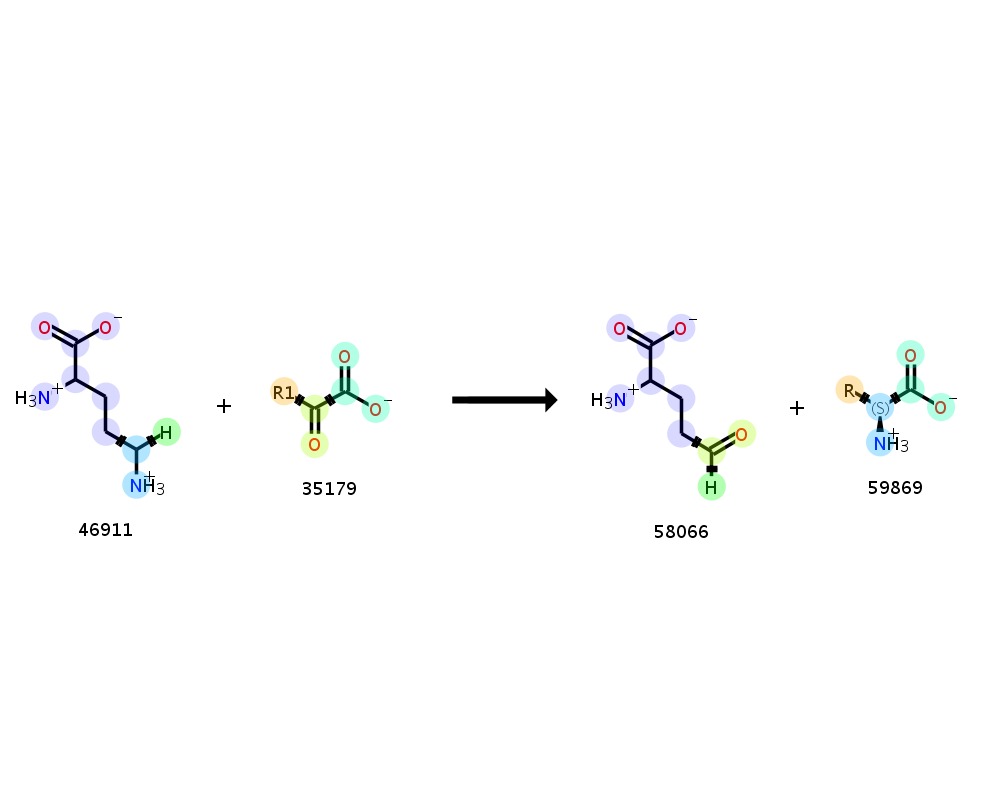 O O⁻
H₃N⁺
H
NH₃⁺
46911
+
R1
O
O⁻
O
35179
O O⁻
H₃N⁺
O
H
58066
+
R
(S)
O
O⁻
NH₃⁺
59869